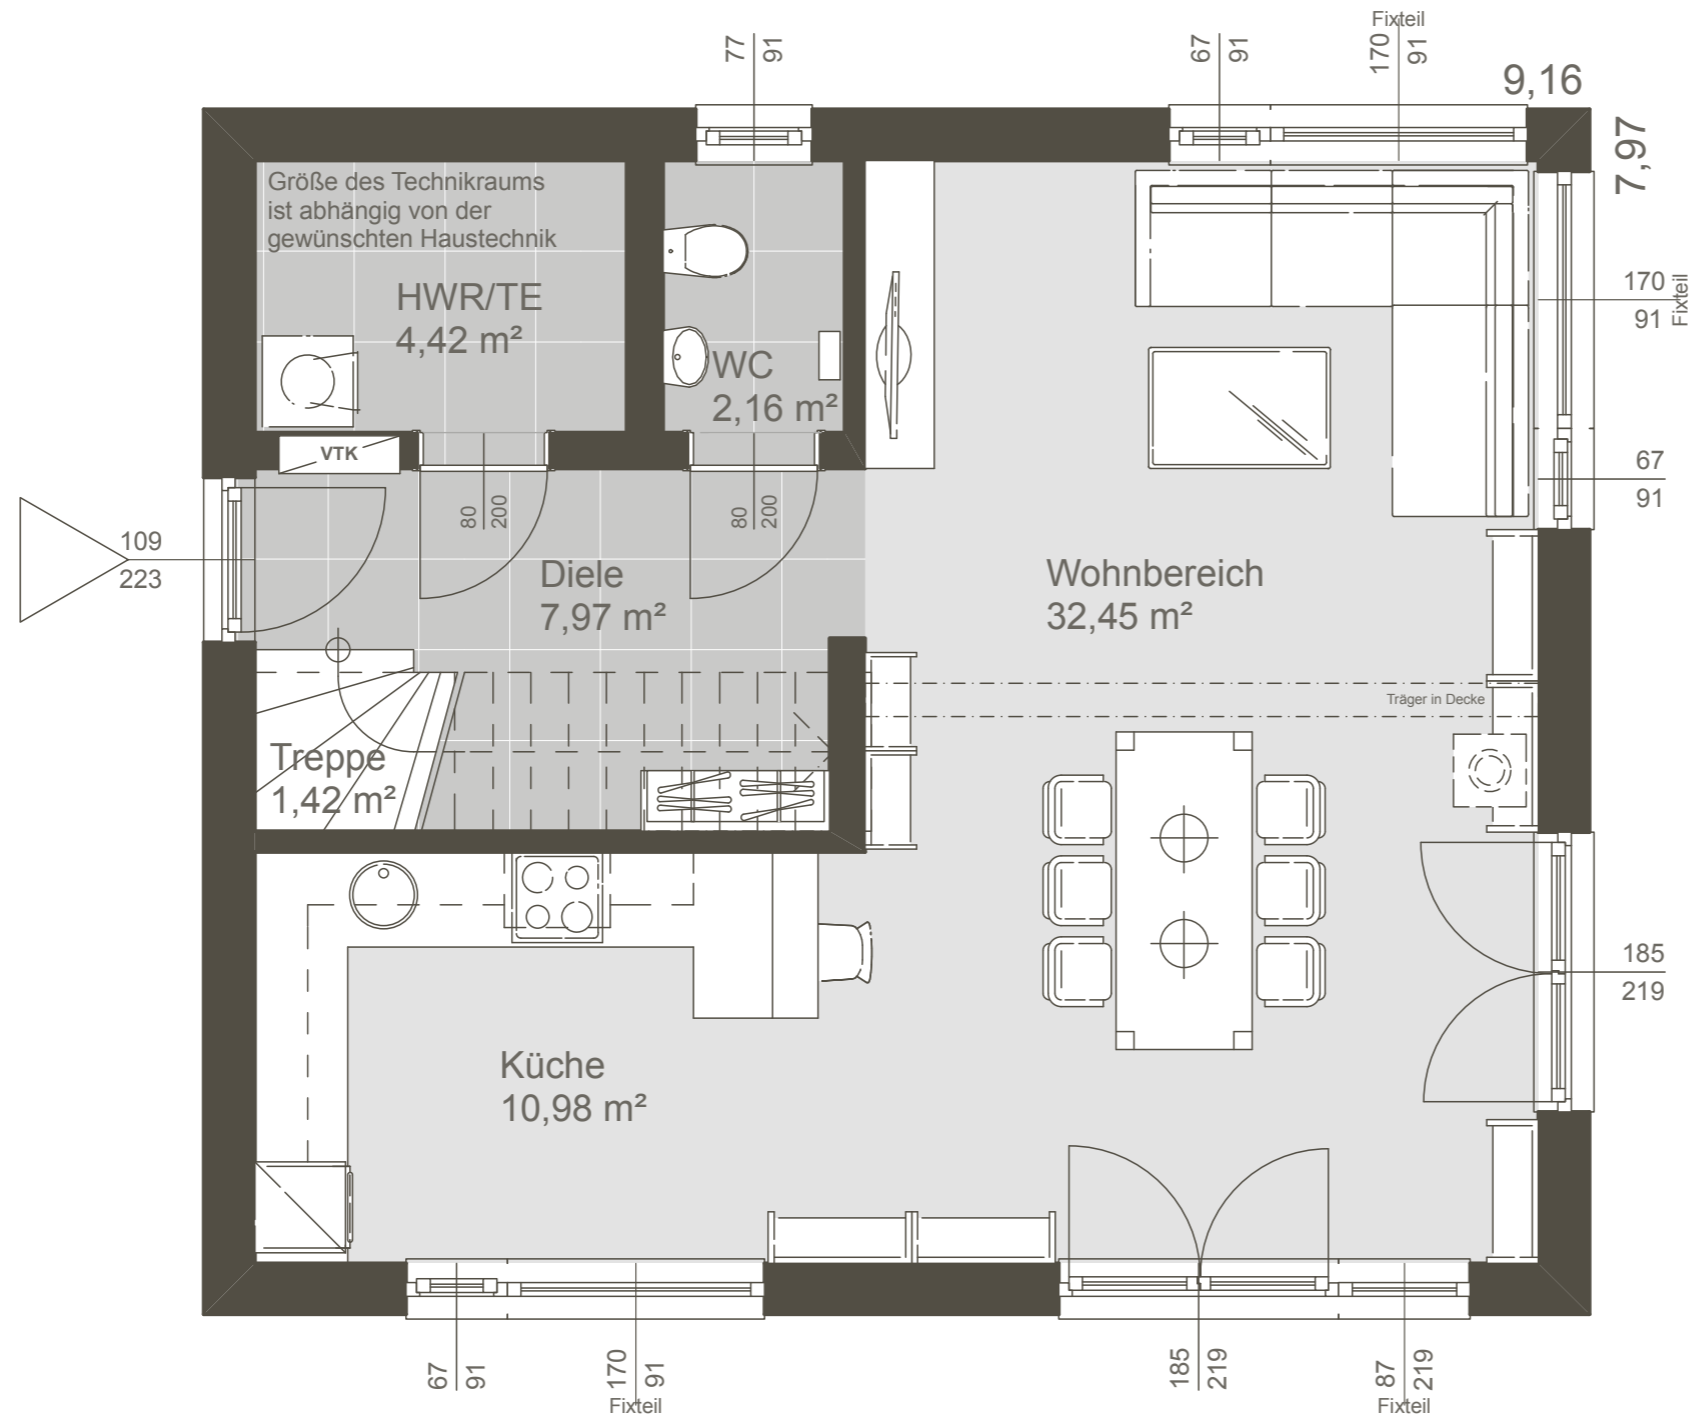 Fixteil
77
91
67
91
170
91
9,16
7,97
Größe des Technikraums
ist abhängig von der
gewünschten Haustechnik
HWR/TE
4,42 m²
WC
2,16 m²
170
91
Fixteil
VTK
67
91
80
200
80
200
109
223
Diele
7,97 m²
Wohnbereich
32,45 m²
Träger in Decke
Treppe
1,42 m²
185
219
Küche
10,98 m²
67
91
170
91
Fixteil
185
219
87
219
Fixteil